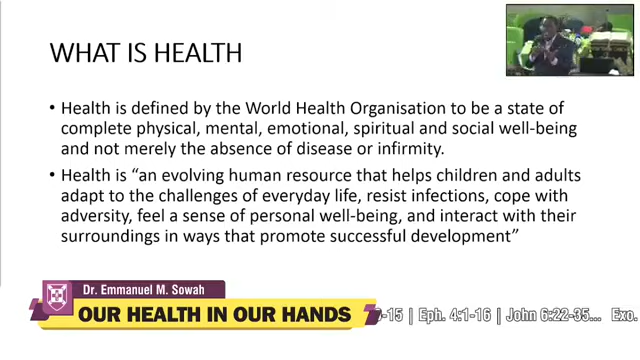 WHAT IS HEALTH
• Health is defined by the World Health Organisation to be a state of
complete physical, mental, emotional, spiritual and social well-being
and not merely the absence of disease or infirmity.
• Health is “an evolving human resource that helps children and adults
adapt to the challenges of everyday life, resist infections, cope with
adversity, feel a sense of personal well-being, and interact with their
surroundings in ways that promote successful development”
Dr. Emmanuel M. Sowah
OUR HEALTH IN OUR HANDS
-15 | Eph. 4:1-16 | John 6:22-35... Exo.